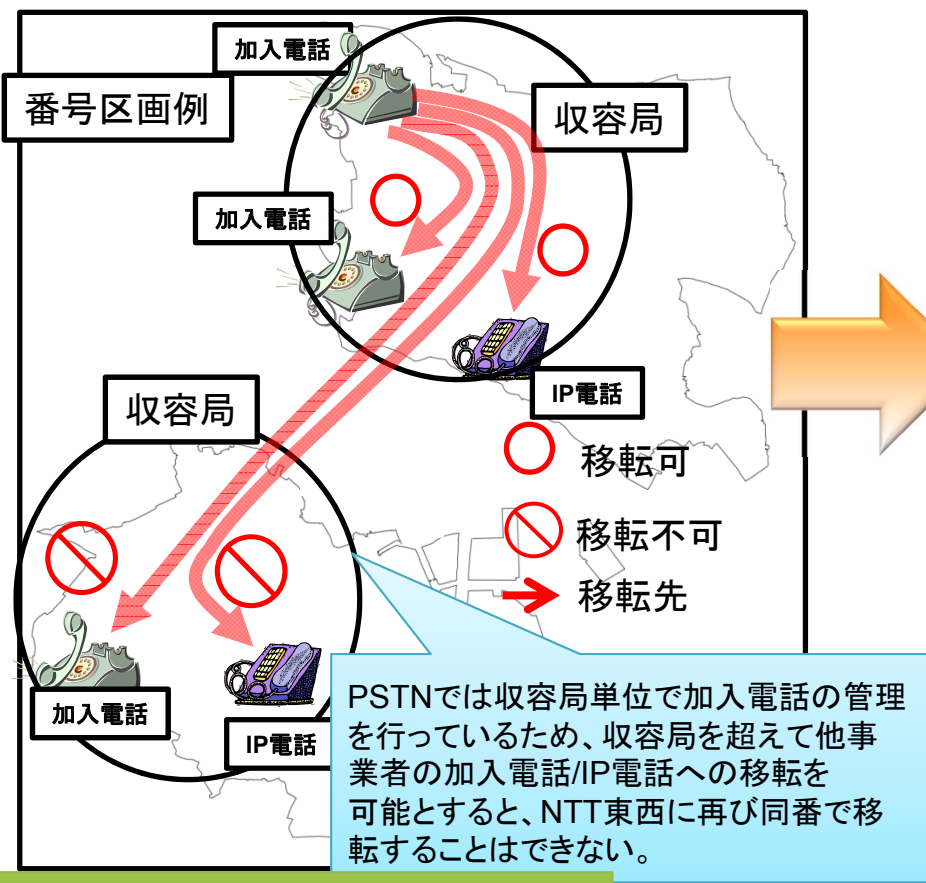 加入電話
番号区画例
収容局
加入電話
IP電話
収容局
移転可
移転不可
移転先
加入電話
IP電話
PSTNでは収容局単位で加入電話の管理
を行っているため、収容局を超えて他事
業者の加入電話/IP電話への移転を
可能とすると、NTT東西に再び同番で移
転することはできない。